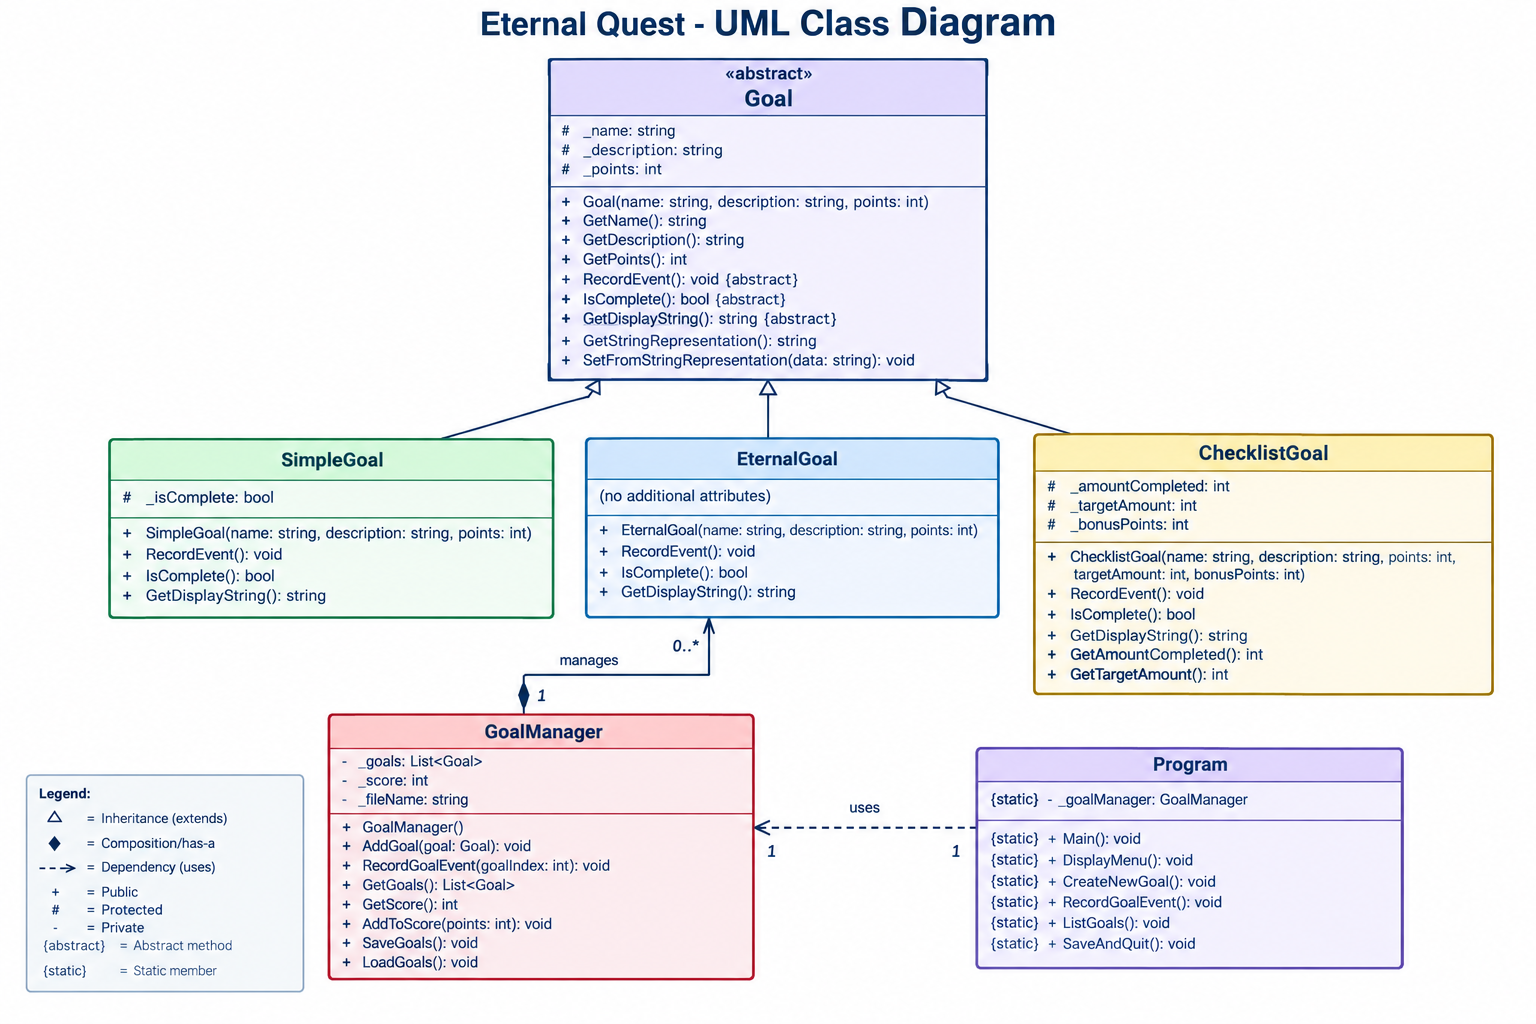 Eternal Quest - UML Class Diagram
«abstract»
Goal
# _name: string
# _description: string
# _points: int
+ Goal(name: string, description: string, points: int)
+ GetName(): string
+ GetDescription(): string
+ GetPoints(): int
+ RecordEvent(): void {abstract}
+ IsComplete(): bool {abstract}
+ GetDisplayString(): string {abstract}
+ GetStringRepresentation(): string
+ SetFromStringRepresentation(data: string): void
SimpleGoal
# _isComplete: bool
+ SimpleGoal(name: string, description: string, points: int)
+ RecordEvent(): void
+ IsComplete(): bool
+ GetDisplayString(): string
EternalGoal
(no additional attributes)
+ EternalGoal(name: string, description: string, points: int)
+ RecordEvent(): void
+ IsComplete(): bool
+ GetDisplayString(): string
ChecklistGoal
# _amountCompleted: int
# _targetAmount: int
# _bonusPoints: int
+ ChecklistGoal(name: string, description: string, points: int,
targetAmount: int, bonusPoints: int)
+ RecordEvent(): void
+ IsComplete(): bool
+ GetDisplayString(): string
+ GetAmountCompleted(): int
+ GetTargetAmount(): int
0..*
manages
1
GoalManager
- _goals: List<Goal>
- _score: int
- _fileName: string
+ GoalManager()
+ AddGoal(goal: Goal): void
+ RecordGoalEvent(goalIndex: int): void
+ GetGoals(): List<Goal>
+ GetScore(): int
+ AddToScore(points: int): void
+ SaveGoals(): void
+ LoadGoals(): void
uses
1
1
Program
{static} - _goalManager: GoalManager
{static} + Main(): void
{static} + DisplayMenu(): void
{static} + CreateNewGoal(): void
{static} + RecordGoalEvent(): void
{static} + ListGoals(): void
{static} + SaveAndQuit(): void
Legend:
= Inheritance (extends)
= Composition/has-a
= Dependency (uses)
+ = Public
# = Protected
- = Private
{abstract} = Abstract method
{static} = Static member